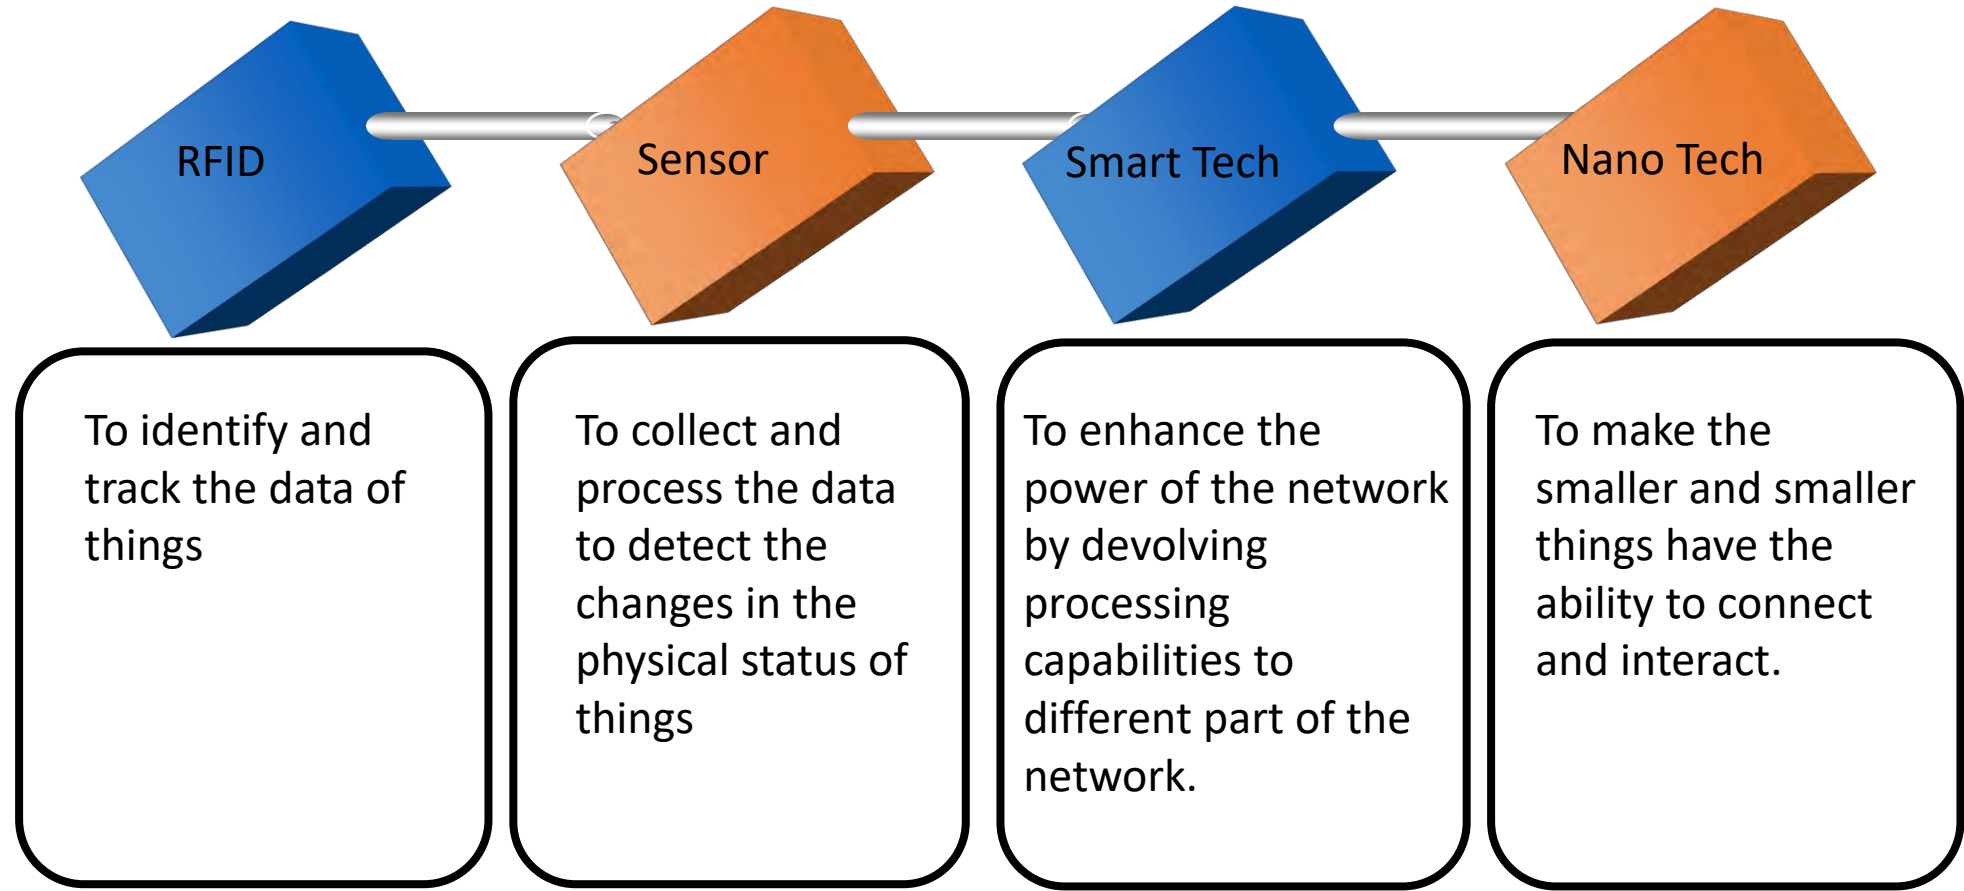 RFID
Sensor
Smart Tech
Nano Tech
To identify and
track the data of
things
To collect and
process the data
to detect the
changes in the
physical status of
things
To enhance the
power of the network
by devolving
processing
capabilities to
different part of the
network.
To make the
smaller and smaller
things have the
ability to connect
and interact.